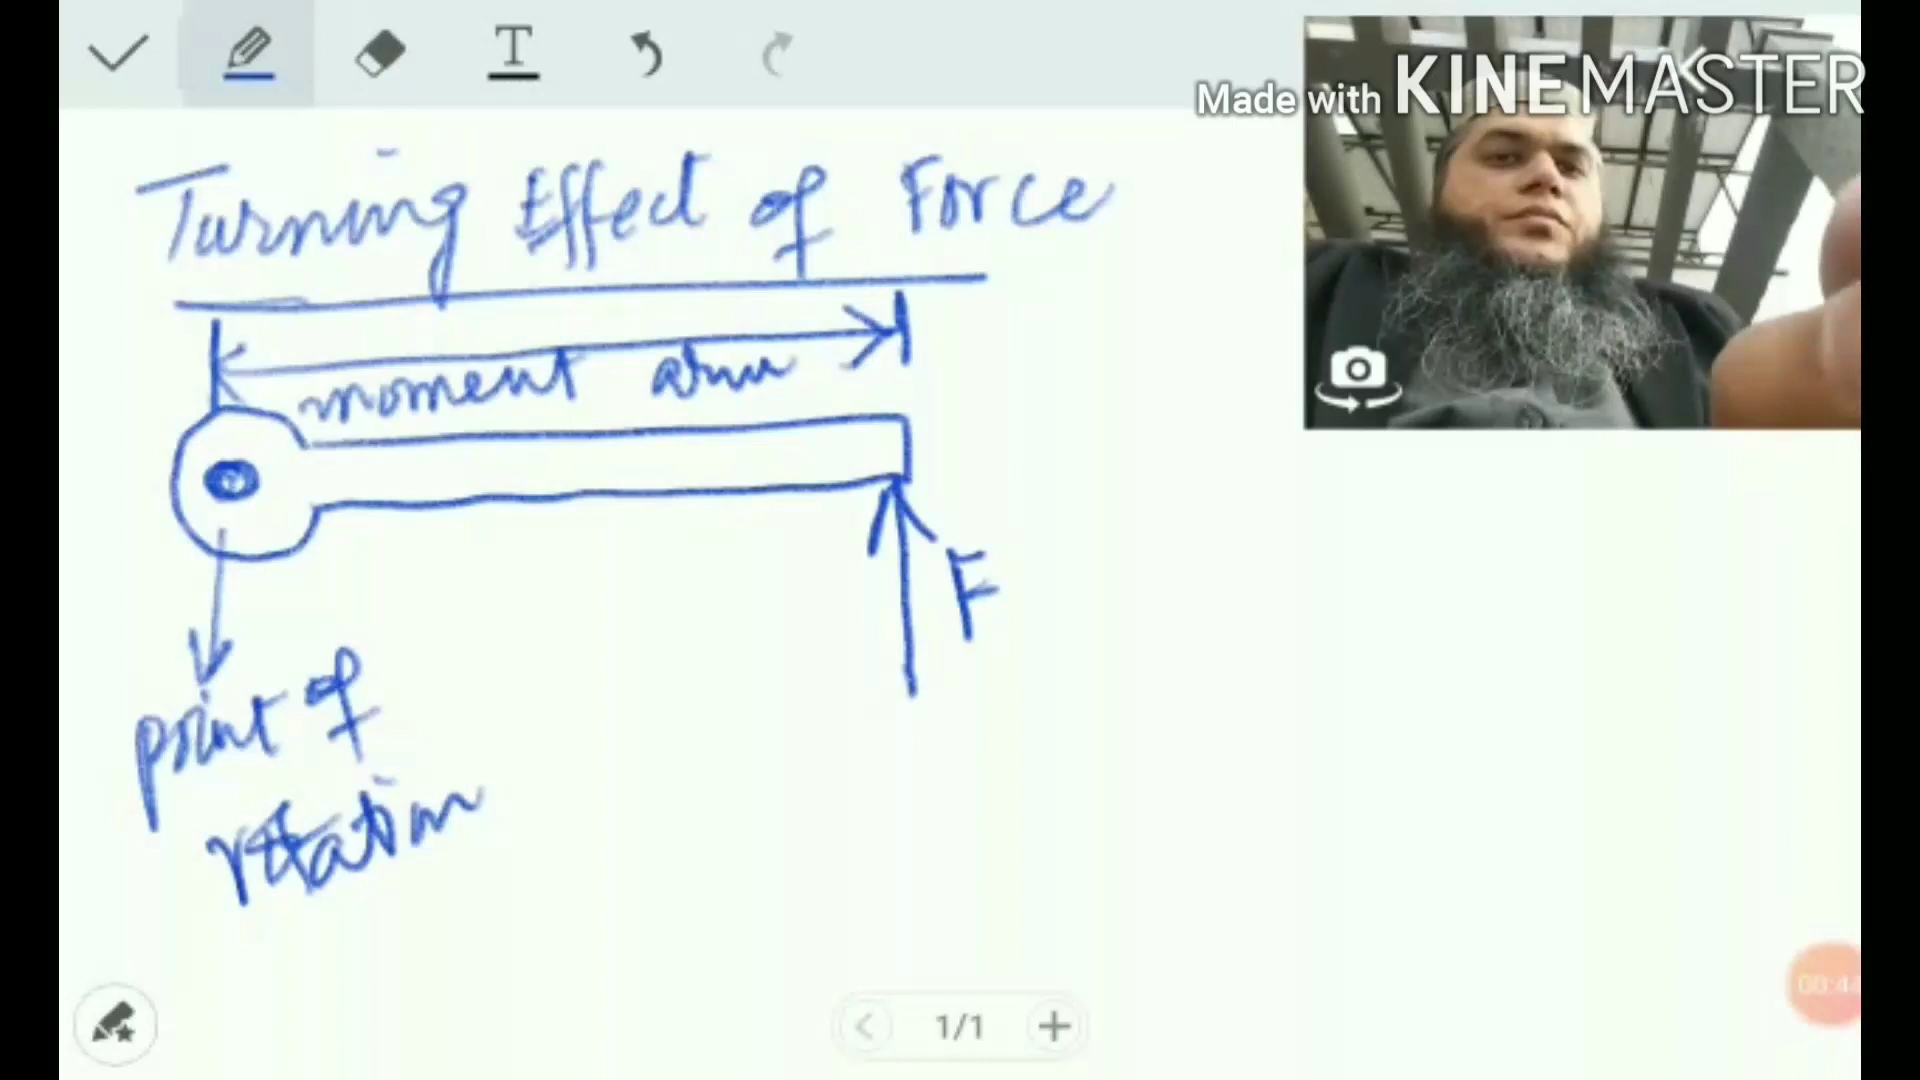 Made with KINEMASTER
Turning Effect of Force
moment arm
F
point of
rotation
1/1